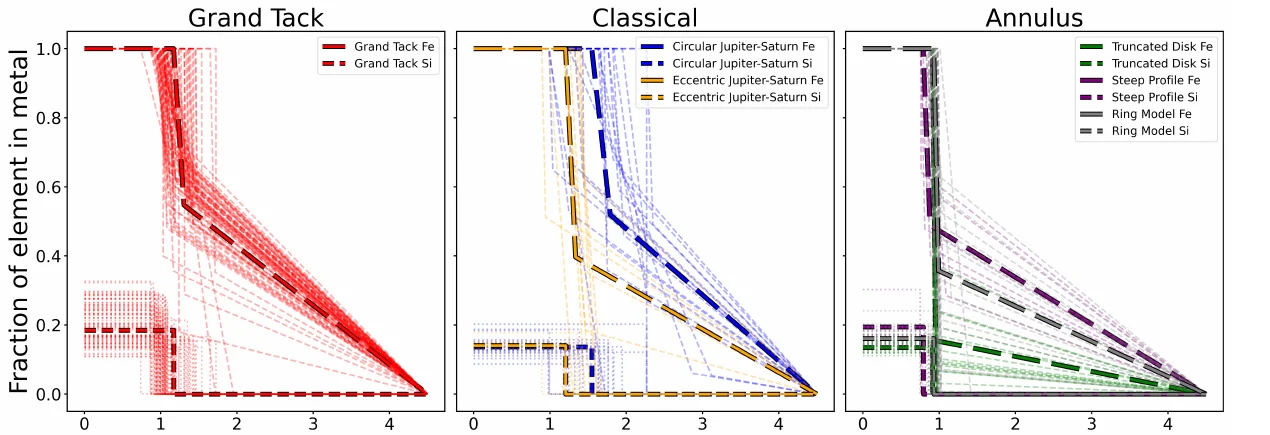 Grand Tack
Classical
Annulus
Fraction of element in metal
1.0
0.8
0.6
0.4
0.2
0.0
Grand Tack Fe
Grand Tack Si
Circular Jupiter-Saturn Fe
Circular Jupiter-Saturn Si
Eccentric Jupiter-Saturn Fe
Eccentric Jupiter-Saturn Si
Truncated Disk Fe
Truncated Disk Si
Steep Profile Fe
Steep Profile Si
Ring Model Fe
Ring Model Si
0 1 2 3 4
0 1 2 3 4
0 1 2 3 4